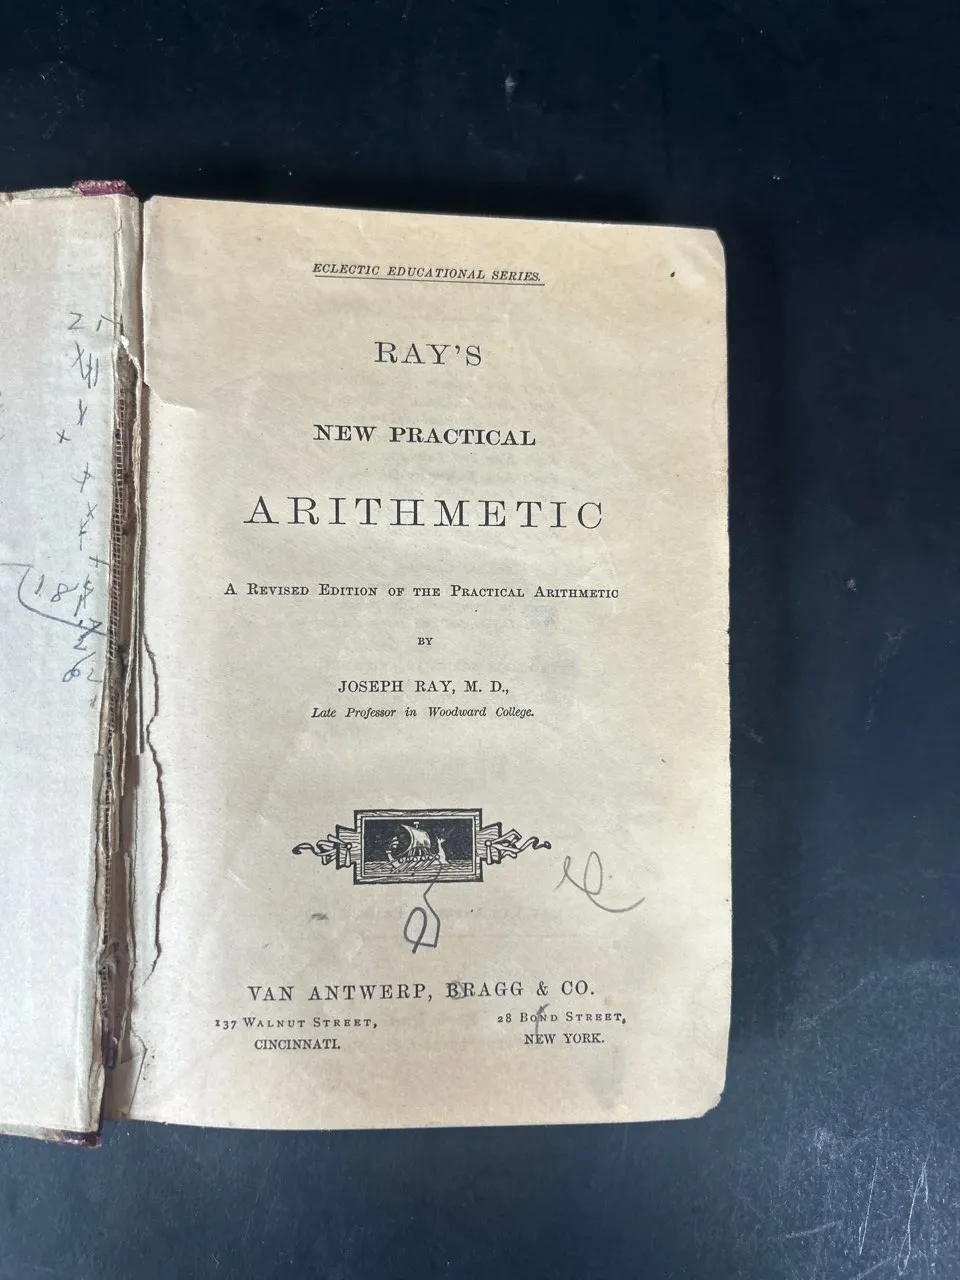 ECLECTIC EDUCATIONAL SERIES.
RAY'S
NEW PRACTICAL
ARITHMETIC
A REVISED EDITION OF THE PRACTICAL ARITHMETIC
BY
JOSEPH RAY, M. D.,
Late Professor in Woodward College.
VAN ANTWERP, BRAGG & CO.
137 WALNUT STREET,
CINCINNATI.
28 BOND STREET,
NEW YORK.